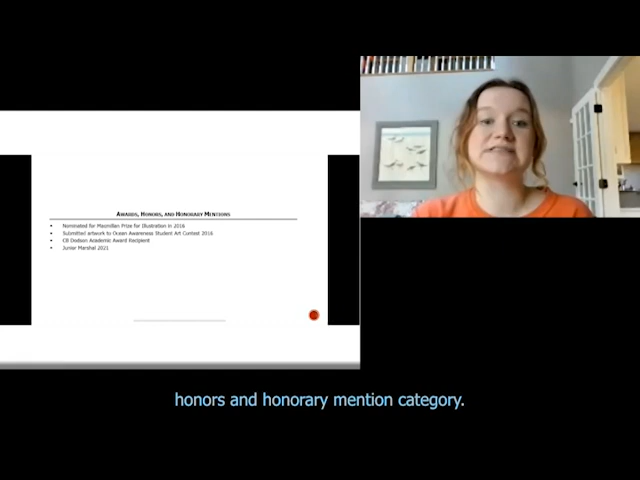 AWARDS, HONORS, AND HONORARY MENTIONS
Nominated for Macmillan Prize for Illustration in 2016
Submitted artwork to Ocean Awareness Student Art Contest 2016
CB Dodson Academic Award Recipient
Junior Marshal 2021
honors and honorary mention category.